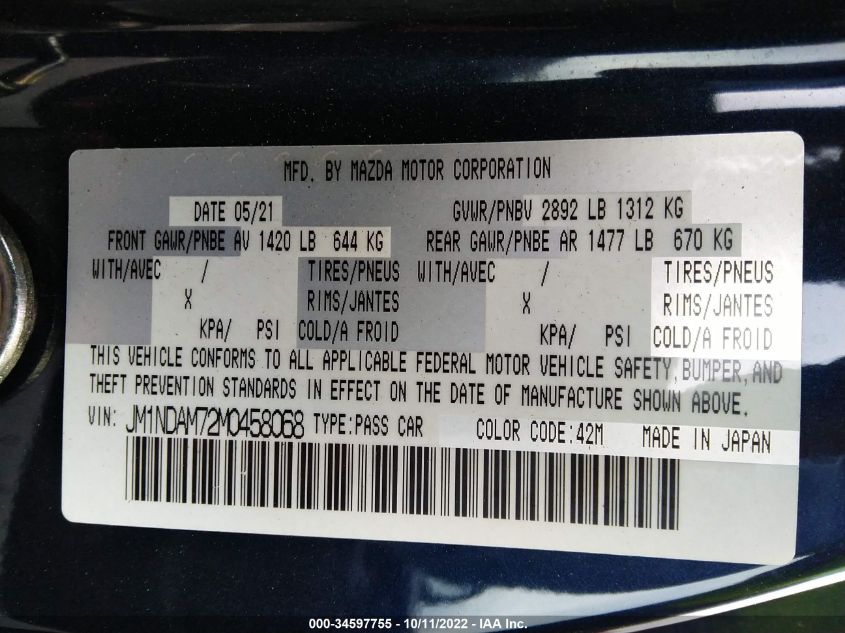 MFD. BY MAZDA MOTOR CORPORATION
DATE 05/21 GVWR/PNBV 2892 LB 1312 KG
FRONT GAWR/PNBE AV 1420 LB 644 KG REAR GAWR/PNBE AR 1477 LB 670 KG
WITH/AVEC / TIRES/PNEUS WITH/AVEC / TIRES/PNEUS
X RIMS/JANTES X RIMS/JANTES
KPA/ PSI COLD/A FROID KPA/ PSI COLD/A FROID
THIS VEHICLE CONFORMS TO ALL APPLICABLE FEDERAL MOTOR VEHICLE SAFETY, BUMPER, AND
THEFT PREVENTION STANDARDS IN EFFECT ON THE DATE OF MANUFACTURE SHOWN ABOVE.
VIN: JM1NDAM72M0458068 TYPE:PASS CAR COLOR CODE:42M MADE IN JAPAN
000-34597755 - 10/11/2022 - IAA Inc.